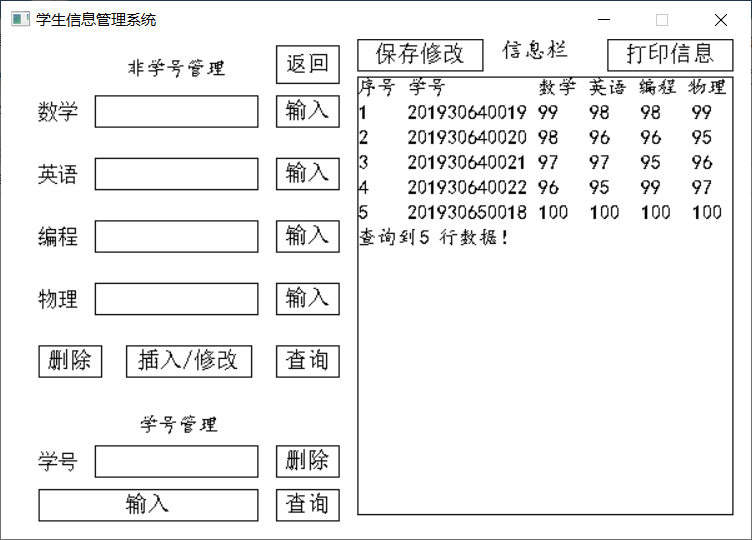 学生信息管理系统
非学号管理 返回
数学 输入
英语 输入
编程 输入
物理 输入
删除 插入/修改 查询
学号管理
学号 删除
输入 查询
保存修改 信息栏 打印信息
序号 学号 数学 英语 编程 物理
1 201930640019 99 98 98 99
2 201930640020 98 96 96 95
3 201930640021 97 97 95 96
4 201930640022 96 95 99 97
5 201930650018 100 100 100 100
查询到5 行数据!